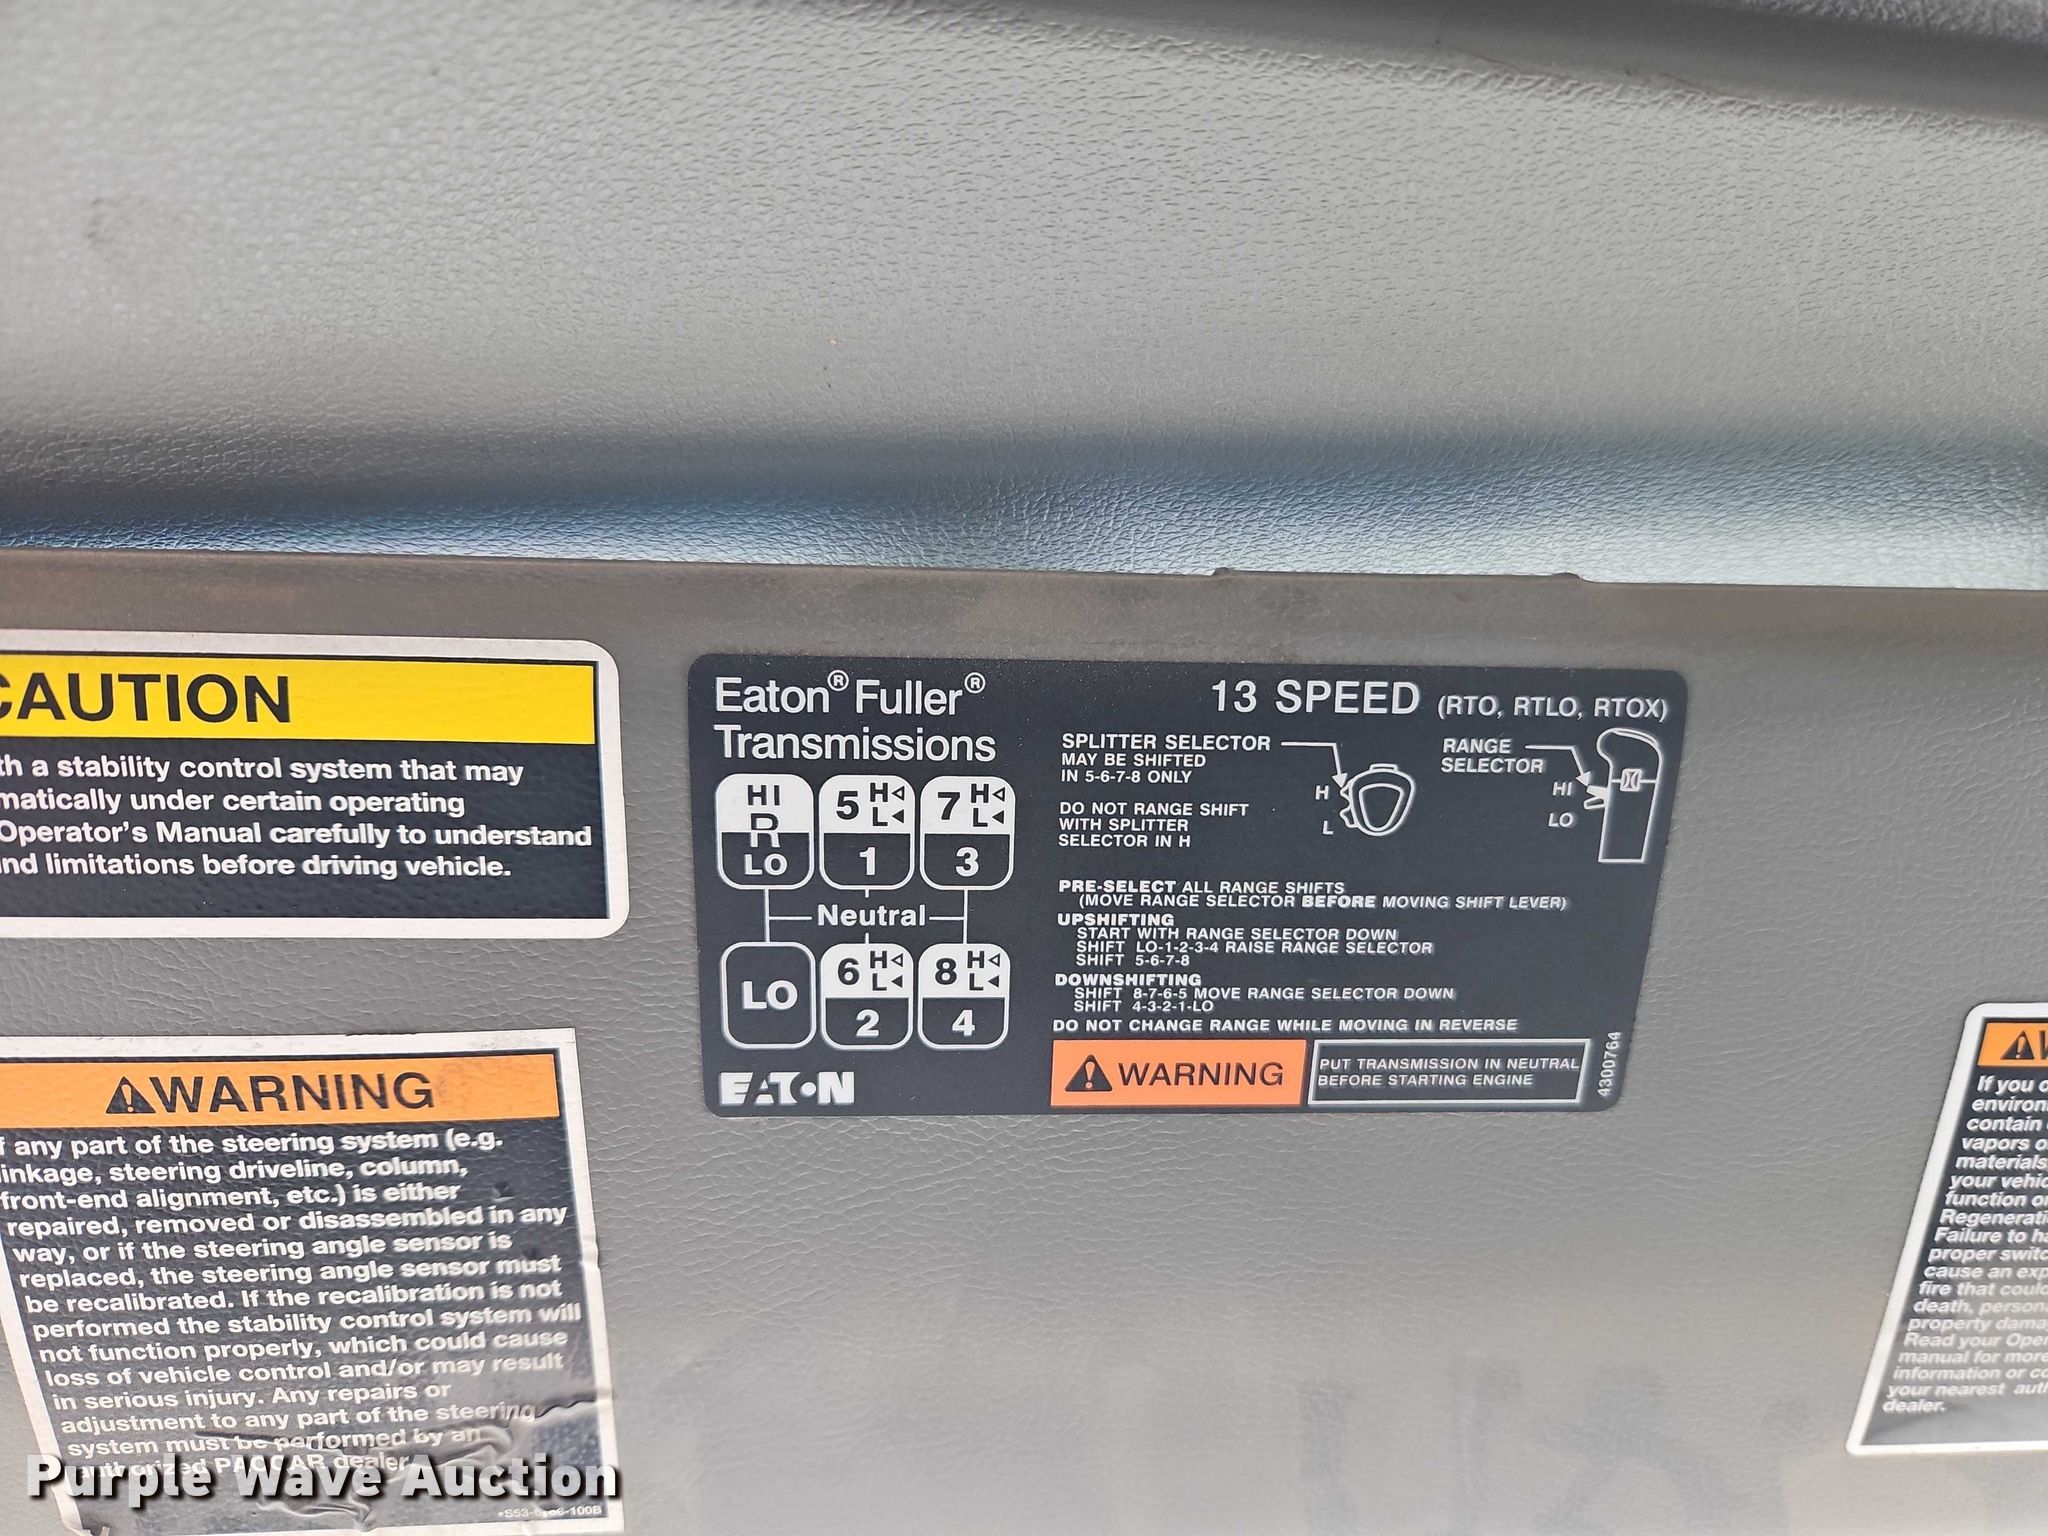 CAUTION
th a stability control system that may
matically under certain operating
Operator's Manual carefully to understand
nd limitations before driving vehicle.
WARNING
f any part of the steering system (e.g.
inkage, steering driveline, column,
front-end alignment, etc.) is either
repaired, removed or disassembled in any
way, or if the steering angle sensor is
replaced, the steering angle sensor must
be recalibrated. If the recalibration is not
performed the stability control system will
not function properly, which could cause
loss of vehicle control and/or may result
in serious injury. Any repairs or
adjustment to any part of the steering
system must be performed by an
authorized PACCAR dealer.
Eaton® Fuller®
Transmissions
13 SPEED (RTO, RTLO, RTOX)
HI
R
LO
5 H
L
1
7 H
L
3
Neutral
LO
6 H
L
2
8 H
L
4
EATON
SPLITTER SELECTOR
MAY BE SHIFTED
IN 5-6-7-8 ONLY
DO NOT RANGE SHIFT
WITH SPLITTER
SELECTOR IN H
H
L
RANGE
SELECTOR
HI
LO
PRE-SELECT ALL RANGE SHIFTS
(MOVE RANGE SELECTOR BEFORE MOVING SHIFT LEVER)
UPSHIFTING
START WITH RANGE SELECTOR DOWN
SHIFT LO-1-2-3-4 RAISE RANGE SELECTOR
SHIFT 5-6-7-8
DOWNSHIFTING
SHIFT 8-7-6-5 MOVE RANGE SELECTOR DOWN
SHIFT 4-3-2-1-LO
DO NOT CHANGE RANGE WHILE MOVING IN REVERSE
WARNING
PUT TRANSMISSION IN NEUTRAL
BEFORE STARTING ENGINE
4300764
If you o
environ
contain
vapors o
materials
your vehic
function or
Regenerati
Failure to ha
proper switc
cause an exp
fire that could
death, persona
property dama
Read your Oper
manual for more
information or co
your nearest auth
dealer.
Purple Wave Auction